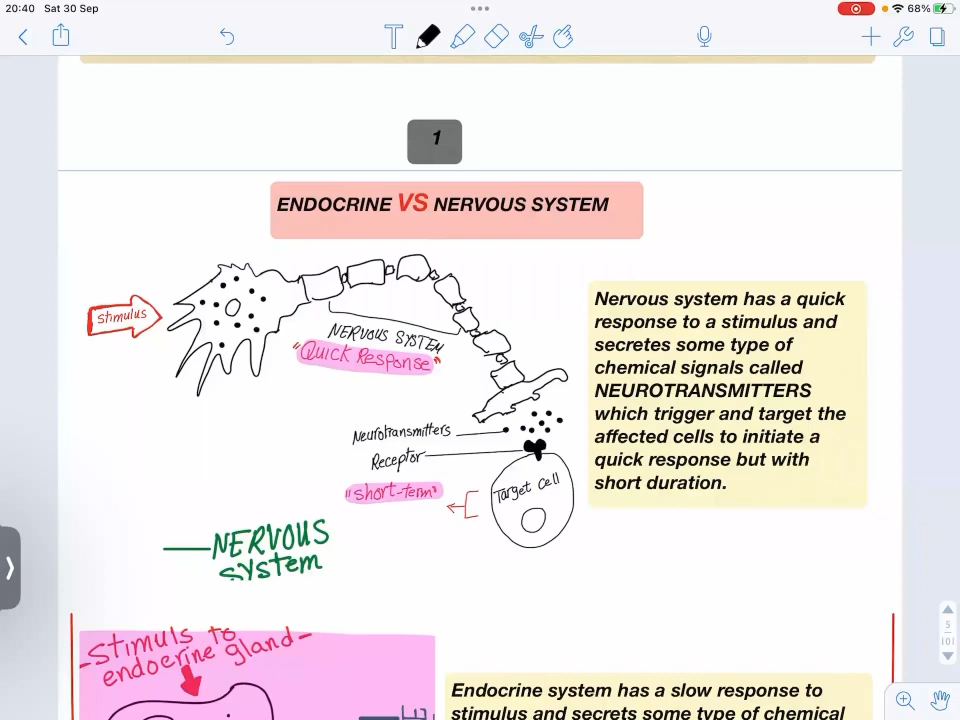 20:40 Sat 30 Sep
68%
T
1
ENDOCRINE VS NERVOUS SYSTEM
stimulus
NERVOUS SYSTEM
"Quick Response"
Neurotransmitters
Receptor
"short-term"
Target cell
Nervous system has a quick
response to a stimulus and
secretes some type of
chemical signals called
NEUROTRANSMITTERS
which trigger and target the
affected cells to initiate a
quick response but with
short duration.
NERVOUS
system
5
101
-Stimuls to
endocrine gland-
Endocrine system has a slow response to
stimulus and secrets some type of chemical